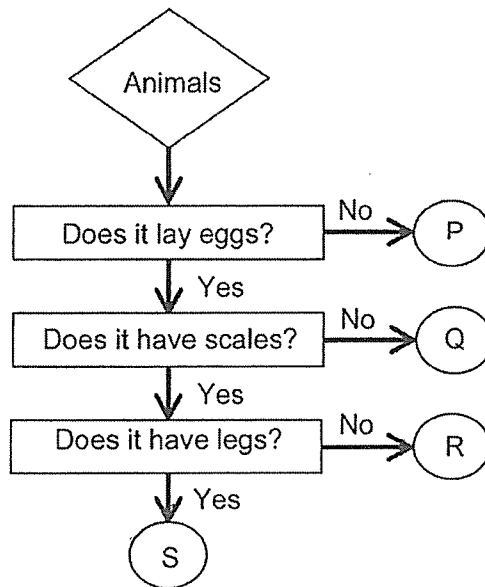 Animals
Does it lay eggs?
No
P
Yes
Does it have scales?
No
Q
Yes
Does it have legs?
No
R
Yes
S